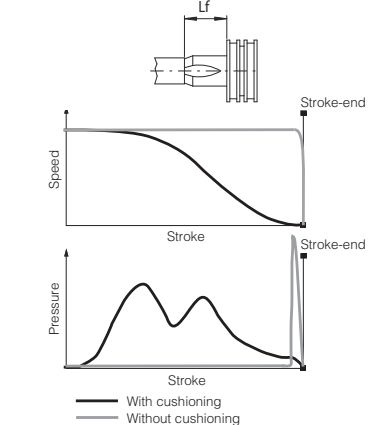 Lf
Stroke-end
Speed
Stroke
Stroke-end
Pressure
Stroke
With cushioning
Without cushioning